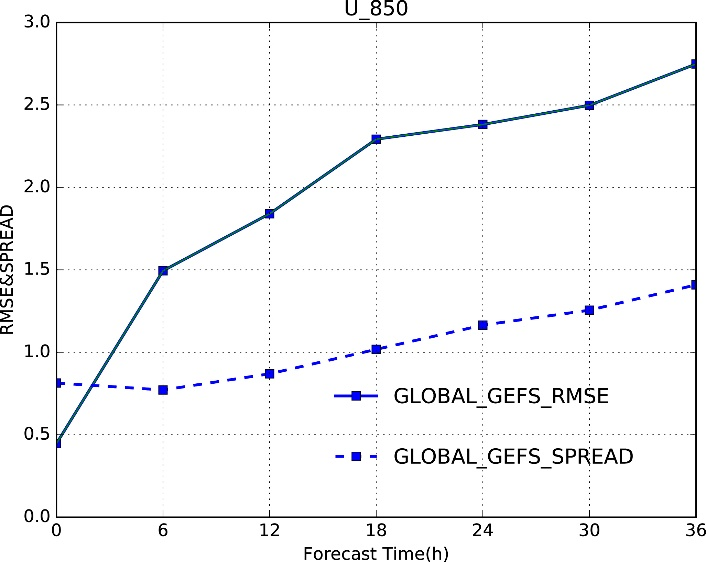 U_850
3.0
2.5
2.0
1.5
1.0
0.5
0.0
RMSE&SPREAD
GLOBAL_GEFS_RMSE
GLOBAL_GEFS_SPREAD
0 6 12 18 24 30 36
Forecast Time(h)